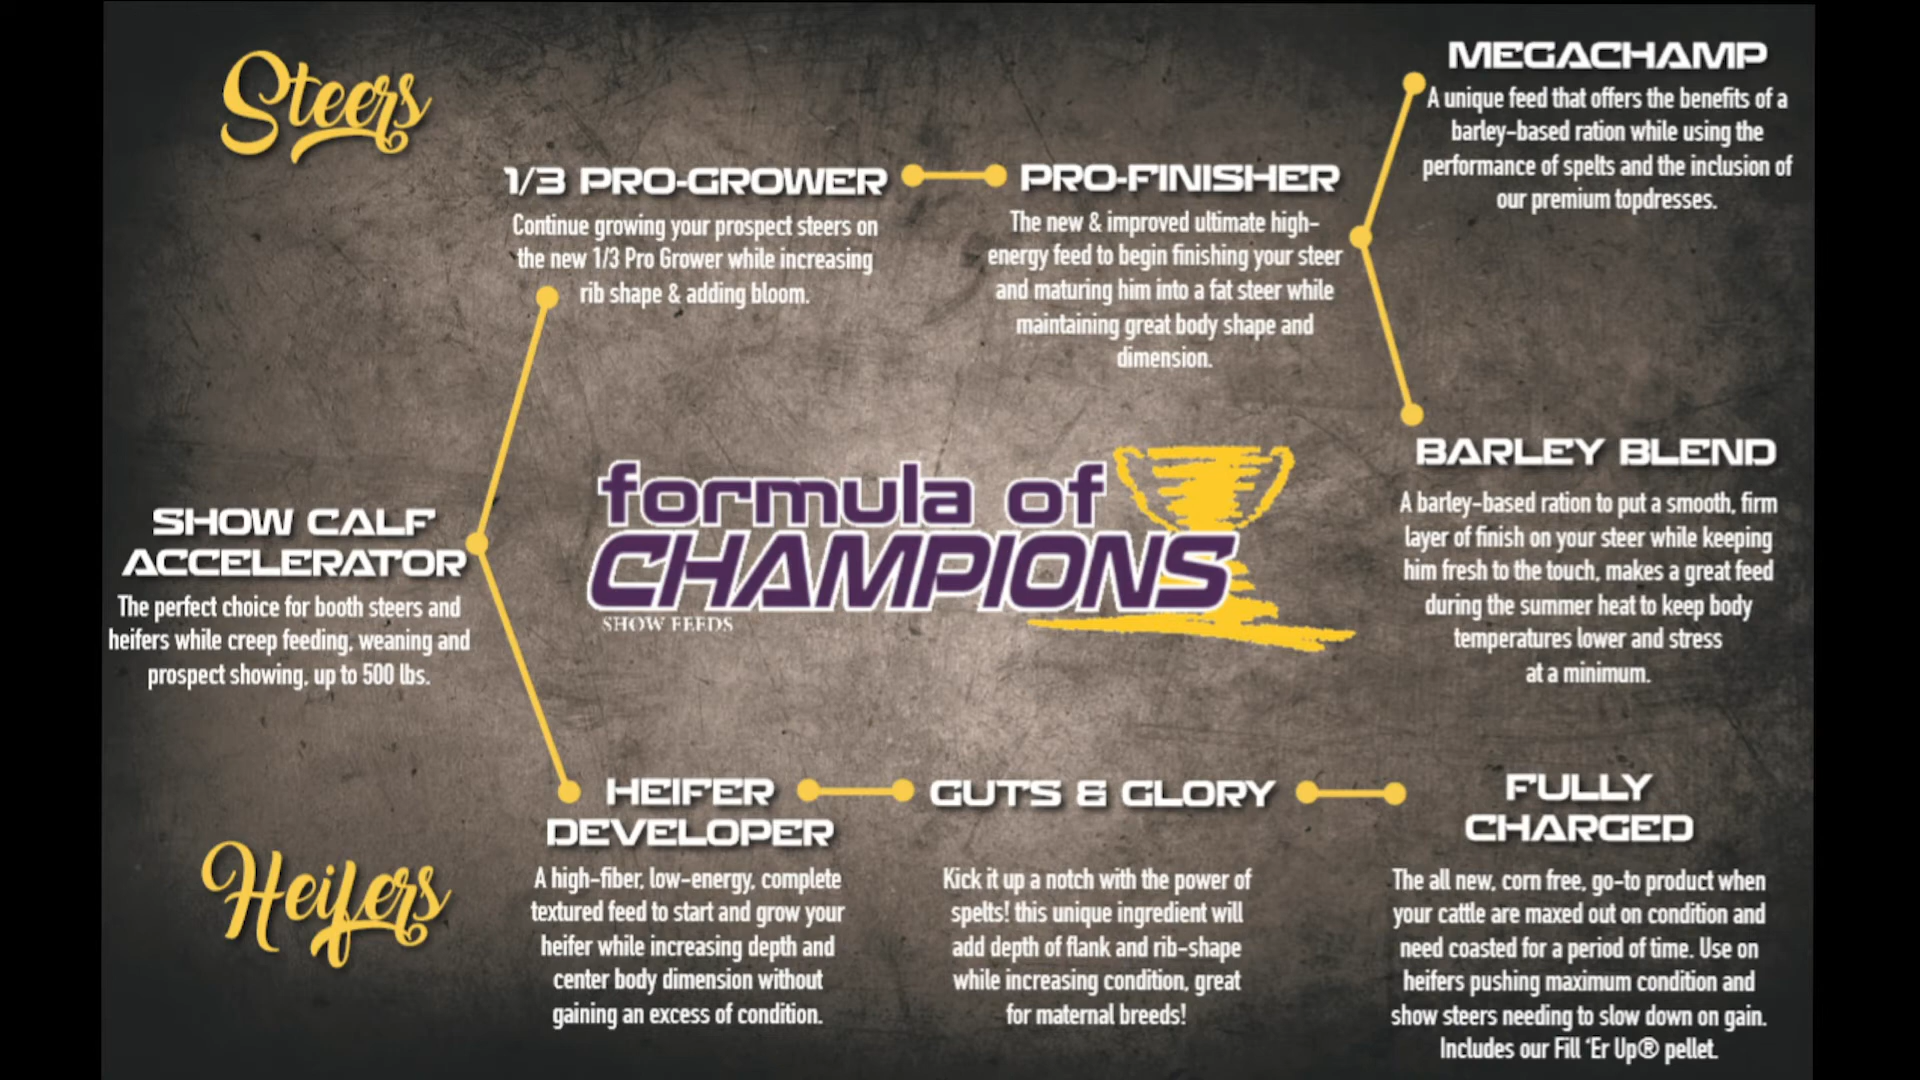 Steers
MEGACHAMP
A unique feed that offers the benefits of a
barley-based ration while using the
performance of spelts and the inclusion of
our premium topdresses.
1/3 PRO-GROWER
Continue growing your prospect steers on
the new 1/3 Pro Grower while increasing
rib shape & adding bloom.
PRO-FINISHER
The new & improved ultimate high-
energy feed to begin finishing your steer
and maturing him into a fat steer while
maintaining great body shape and
dimension.
BARLEY BLEND
A barley-based ration to put a smooth, firm
layer of finish on your steer while keeping
him fresh to the touch, makes a great feed
during the summer heat to keep body
temperatures lower and stress
at a minimum.
formula of
CHAMPIONS
SHOW FEEDS
SHOW CALF
ACCELERATOR
The perfect choice for booth steers and
heifers while creep feeding, weaning and
prospect showing, up to 500 lbs.
Heifers
HEIFER
DEVELOPER
A high-fiber, low-energy, complete
textured feed to start and grow your
heifer while increasing depth and
center body dimension without
gaining an excess of condition.
GUTS & GLORY
Kick it up a notch with the power of
spelts! this unique ingredient will
add depth of flank and rib-shape
while increasing condition, great
for maternal breeds!
FULLY
CHARGED
The all new, corn free, go-to product when
your cattle are maxed out on condition and
need coasted for a period of time. Use on
heifers pushing maximum condition and
show steers needing to slow down on gain.
Includes our Fill ‘Er Up® pellet.